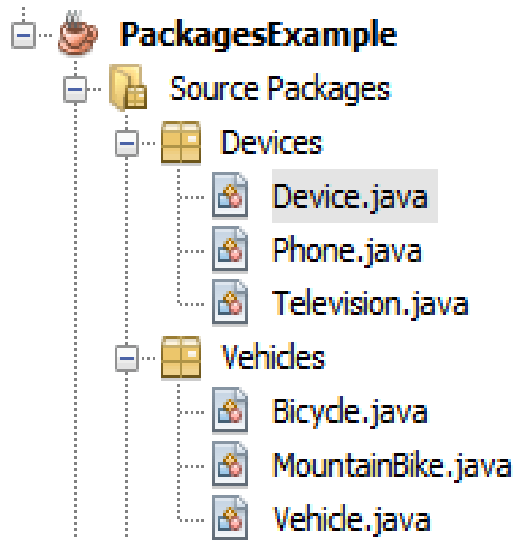 PackagesExample
Source Packages
Devices
Device.java
Phone.java
Television.java
Vehicles
Bicycle.java
MountainBike.java
Vehicle.java